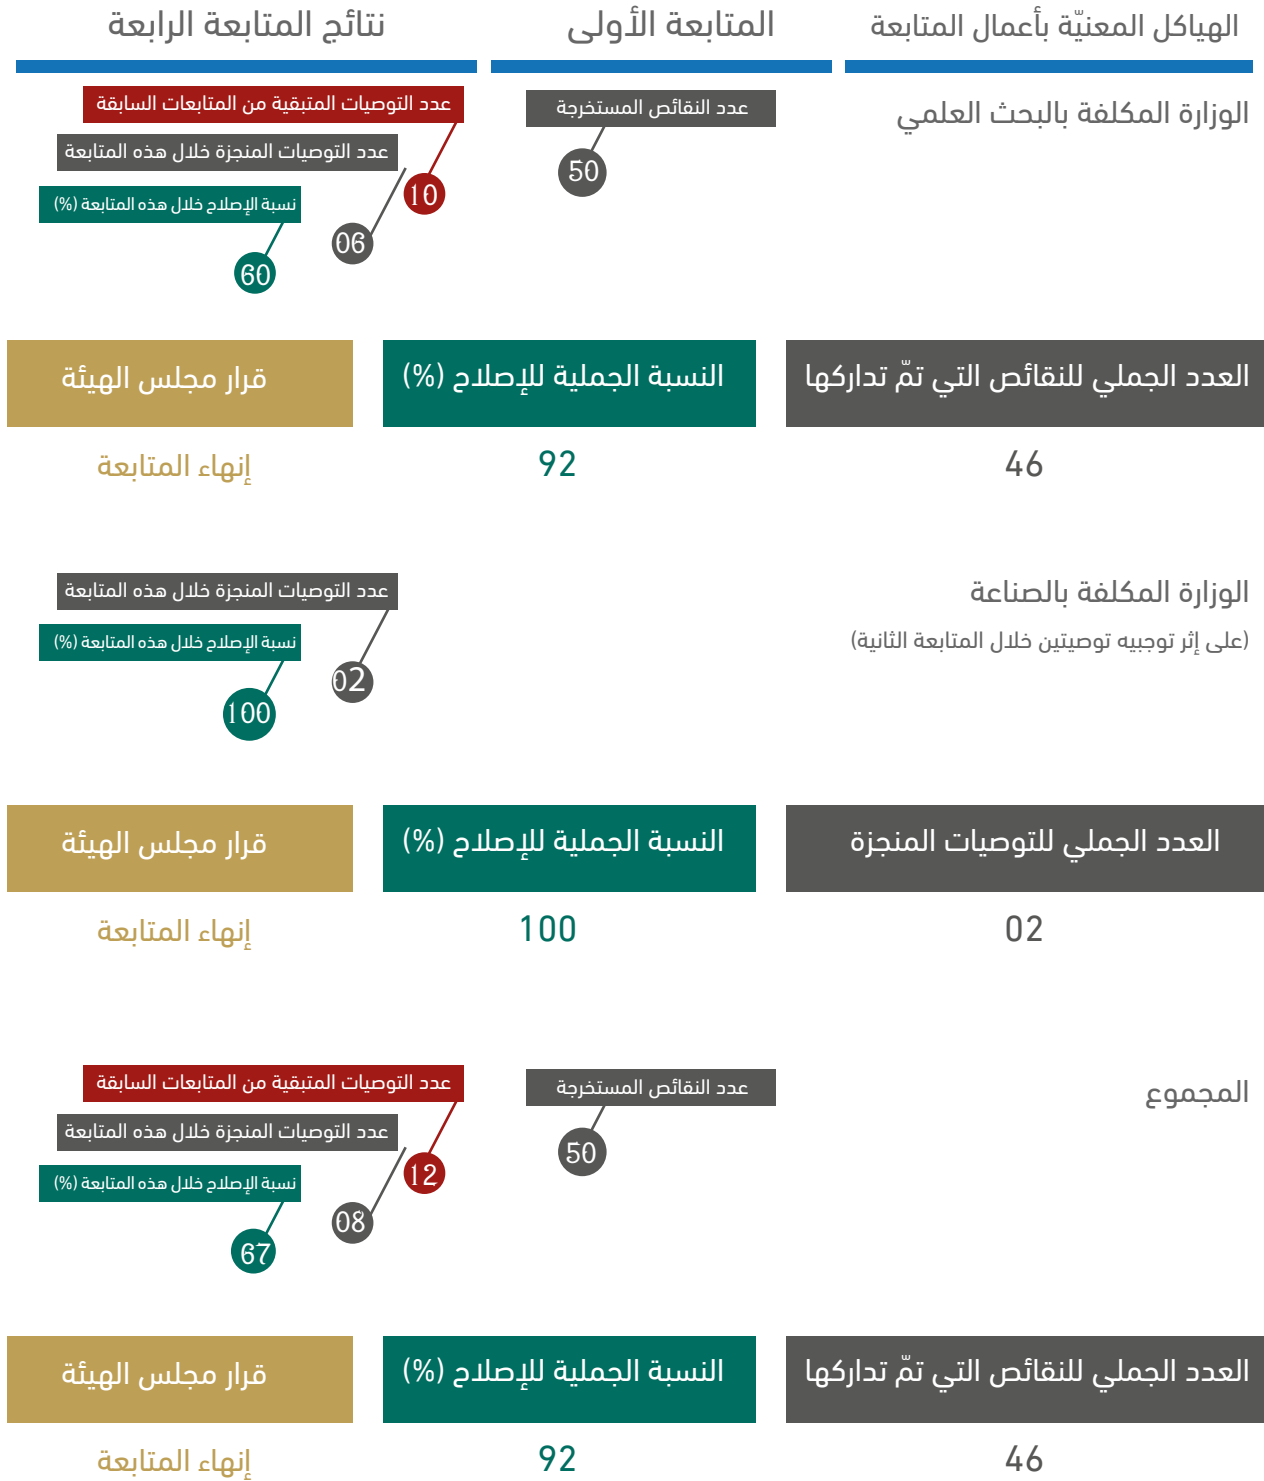 الهياكل المعنيّة بأعمال المتابعة
المتابعة الأولى
نتائج المتابعة الرابعة
الوزارة المكلفة بالبحث العلمي
عدد النقائص المستخرجة
50
عدد التوصيات المتبقية من المتابعات السابقة
10
عدد التوصيات المنجزة خلال هذه المتابعة
06
نسبة الإصلاح خلال هذه المتابعة (%)
60
العدد الجملي للنقائص التي تمّ تداركها
النسبة الجملية للإصلاح (%)
قرار مجلس الهيئة
46
92
إنهاء المتابعة
الوزارة المكلفة بالصناعة
(على إثر توجبيه توصيتين خلال المتابعة الثانية)
عدد التوصيات المنجزة خلال هذه المتابعة
02
نسبة الإصلاح خلال هذه المتابعة (%)
100
العدد الجملي للتوصيات المنجزة
النسبة الجملية للإصلاح (%)
قرار مجلس الهيئة
02
100
إنهاء المتابعة
المجموع
عدد النقائص المستخرجة
50
عدد التوصيات المتبقية من المتابعات السابقة
12
عدد التوصيات المنجزة خلال هذه المتابعة
08
نسبة الإصلاح خلال هذه المتابعة (%)
67
العدد الجملي للنقائص التي تمّ تداركها
النسبة الجملية للإصلاح (%)
قرار مجلس الهيئة
46
92
إنهاء المتابعة